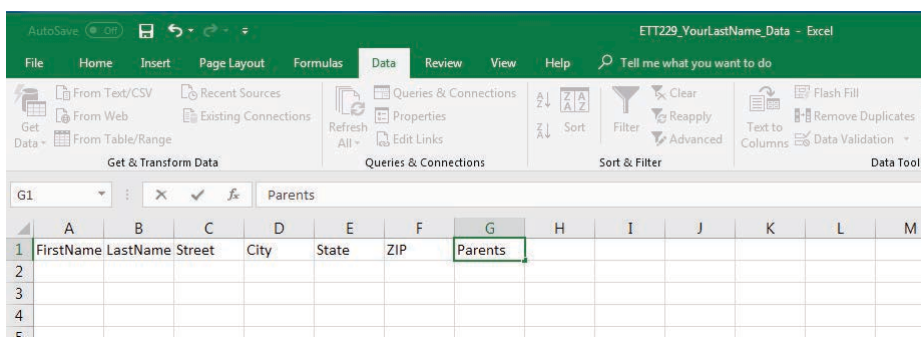 AutoSave Off ETT229_YourLastName_Data - Excel
File Home Insert Page Layout Formulas Data Review View Help Tell me what you want to do
From Text/CSV Recent Sources Queries & Connections Clear Flash Fill
From Web Existing Connections Properties Reapply Remove Duplicates
Get Data From Table/Range Refresh All Edit Links Sort Filter Advanced Text to Columns Data Validation
Get & Transform Data Queries & Connections Sort & Filter Data Tool
G1 fx Parents
A B C D E F G H I J K L M
1 FirstName LastName Street City State ZIP Parents
2
3
4
5